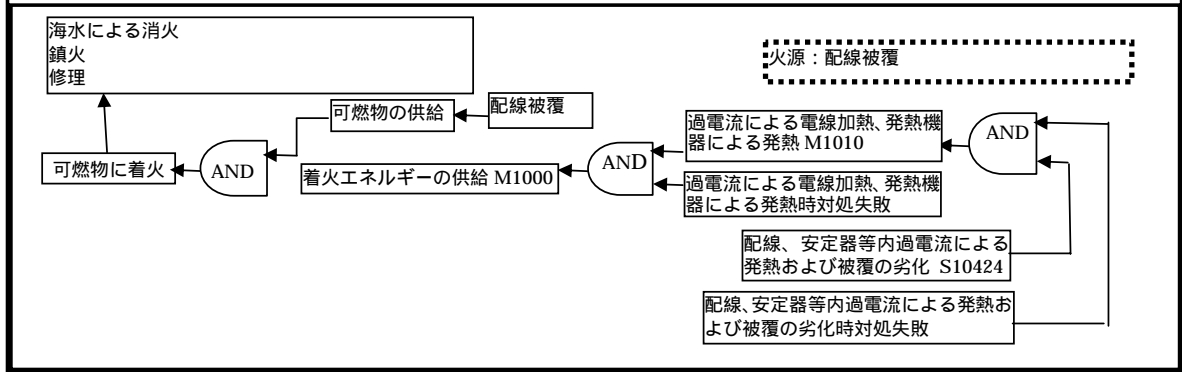 海水による消火
鎮火
修理
火源：配線被覆
可燃物の供給
配線被覆
過電流による電線加熱、発熱機
器による発熱 M1010
AND
可燃物に着火
AND
着火エネルギーの供給 M1000
AND
過電流による電線加熱、発熱機
器による発熱時対処失敗
配線、安定器等内過電流による
発熱および被覆の劣化 S10424
配線、安定器等内過電流による発熱お
よび被覆の劣化時対処失敗